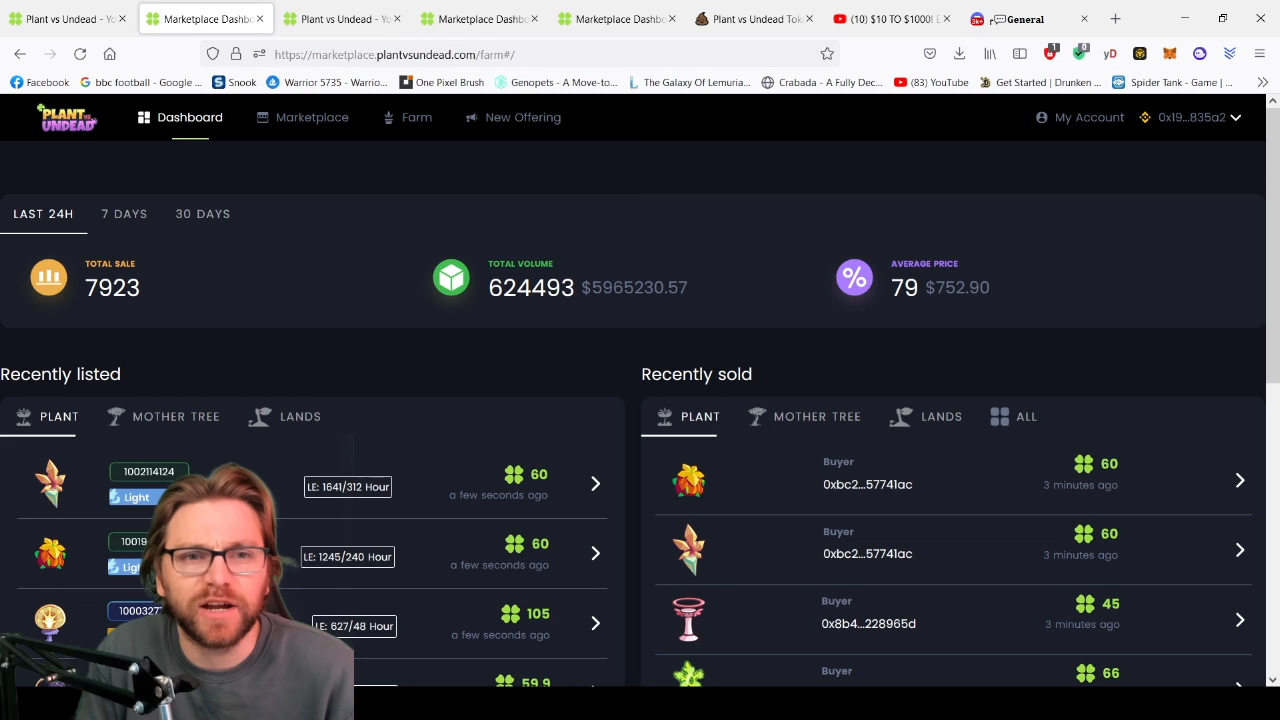 Plant vs Undead - Yo
Marketplace Dashbo
Plant vs Undead - Yo
Marketplace Dashbo
Marketplace Dashbo
Plant vs Undead Tok
(10) $10 TO $1000! E
┌💬General
https://marketplace.plantvsundead.com/farm#/
1
0
yD
Facebook
bbc football - Google ...
Snook
Warrior 5735 - Warrio...
One Pixel Brush
Genopets - A Move-to...
The Galaxy Of Lemuria...
Crabada - A Fully Dec...
(83) YouTube
Get Started | Drunken ...
Spider Tank - Game | ...
PLANT VS UNDEAD
Dashboard
Marketplace
Farm
New Offering
My Account
0x19...835a2
LAST 24H
7 DAYS
30 DAYS
TOTAL SALE
7923
TOTAL VOLUME
624493 $5965230.57
AVERAGE PRICE
79 $752.90
Recently listed
PLANT
MOTHER TREE
LANDS
1002114124
Light
LE: 1641/312 Hour
60
a few seconds ago
10019
Ligh
LE: 1245/240 Hour
60
a few seconds ago
1000327
LE: 627/48 Hour
105
a few seconds ago
59.9
Recently sold
PLANT
MOTHER TREE
LANDS
ALL
Buyer
0xbc2...57741ac
60
3 minutes ago
Buyer
0xbc2...57741ac
60
3 minutes ago
Buyer
0x8b4...228965d
45
3 minutes ago
Buyer
66